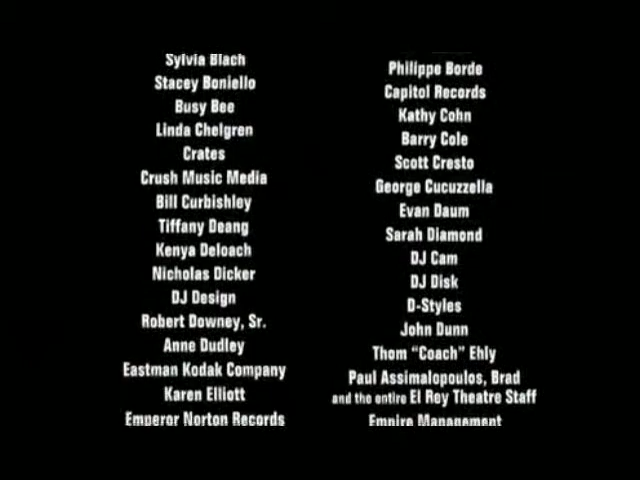 Sylvia Blach
Stacey Boniello
Busy Bee
Linda Chelgren
Crates
Crush Music Media
Bill Curbishley
Tiffany Deang
Kenya Deloach
Nicholas Dicker
DJ Design
Robert Downey, Sr.
Anne Dudley
Eastman Kodak Company
Karen Elliott
Emperor Norton Records
Philippe Borde
Capitol Records
Kathy Cohn
Barry Cole
Scott Cresto
George Cucuzzella
Evan Daum
Sarah Diamond
DJ Cam
DJ Disk
D-Styles
John Dunn
Thom "Coach" Ehly
Paul Assimalopoulos, Brad
and the entire El Rey Theatre Staff
Empire Management